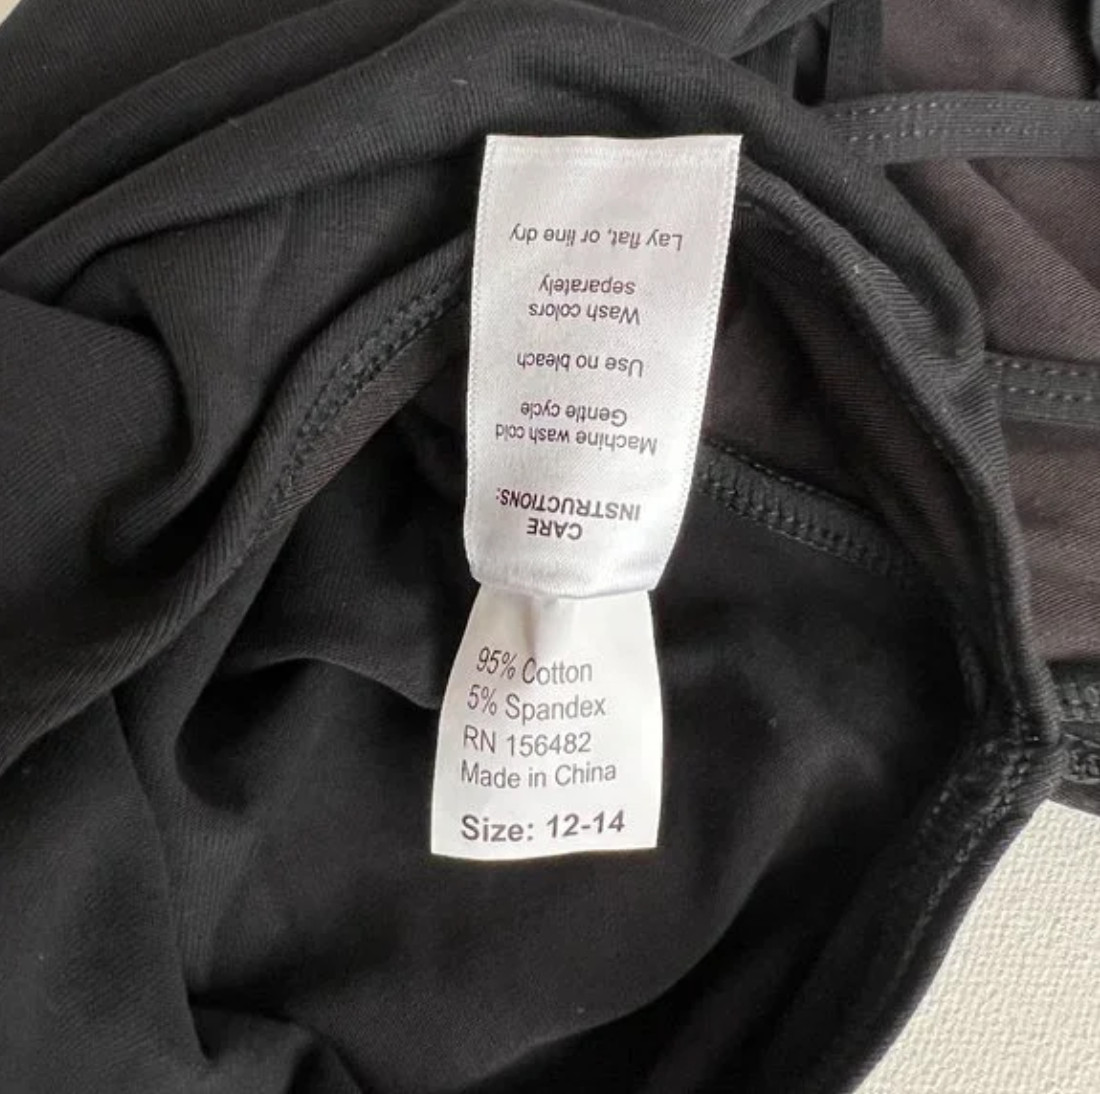 CARE
INSTRUCTIONS:
Machine wash cold
Gentle cycle
Use no bleach
Wash colors
separately
Lay flat, or line dry
95% Cotton
5% Spandex
RN 156482
Made in China
Size: 12-14